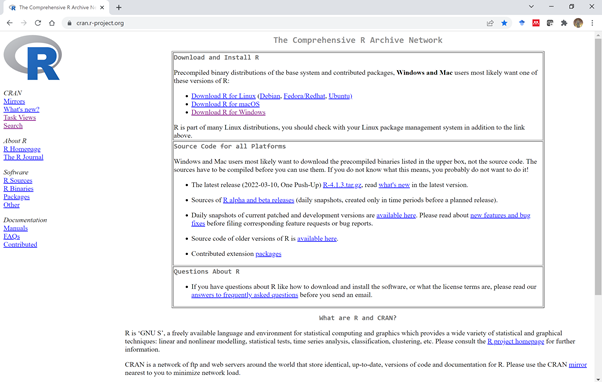 The Comprehensive R Archive Netw
cran.r-project.org
R
The Comprehensive R Archive Network
CRAN
Mirrors
What's new?
Task Views
Search
About R
R Homepage
The R Journal
Software
R Sources
R Binaries
Packages
Other
Documentation
Manuals
FAQs
Contributed
Download and Install R
Precompiled binary distributions of the base system and contributed packages, Windows and Mac users most likely want one of
these versions of R:
Download R for Linux (Debian, Fedora/Redhat, Ubuntu)
Download R for macOS
Download R for Windows
R is part of many Linux distributions, you should check with your Linux package management system in addition to the link
above.
Source Code for all Platforms
Windows and Mac users most likely want to download the precompiled binaries listed in the upper box, not the source code. The
sources have to be compiled before you can use them. If you do not know what this means, you probably do not want to do it!
The latest release (2022-03-10, One Push-Up) R-4.1.3.tar.gz, read what's new in the latest version.
Sources of R alpha and beta releases (daily snapshots, created only in time periods before a planned release).
Daily snapshots of current patched and development versions are available here. Please read about new features and bug
fixes before filing corresponding feature requests or bug reports.
Source code of older versions of R is available here.
Contributed extension packages
Questions About R
If you have questions about R like how to download and install the software, or what the license terms are, please read our
answers to frequently asked questions before you send an email.
What are R and CRAN?
R is ‘GNU S’, a freely available language and environment for statistical computing and graphics which provides a wide variety of statistical and graphical
techniques: linear and nonlinear modelling, statistical tests, time series analysis, classification, clustering, etc. Please consult the R project homepage for further
information.
CRAN is a network of ftp and web servers around the world that store identical, up-to-date, versions of code and documentation for R. Please use the CRAN mirror
nearest to you to minimize network load.